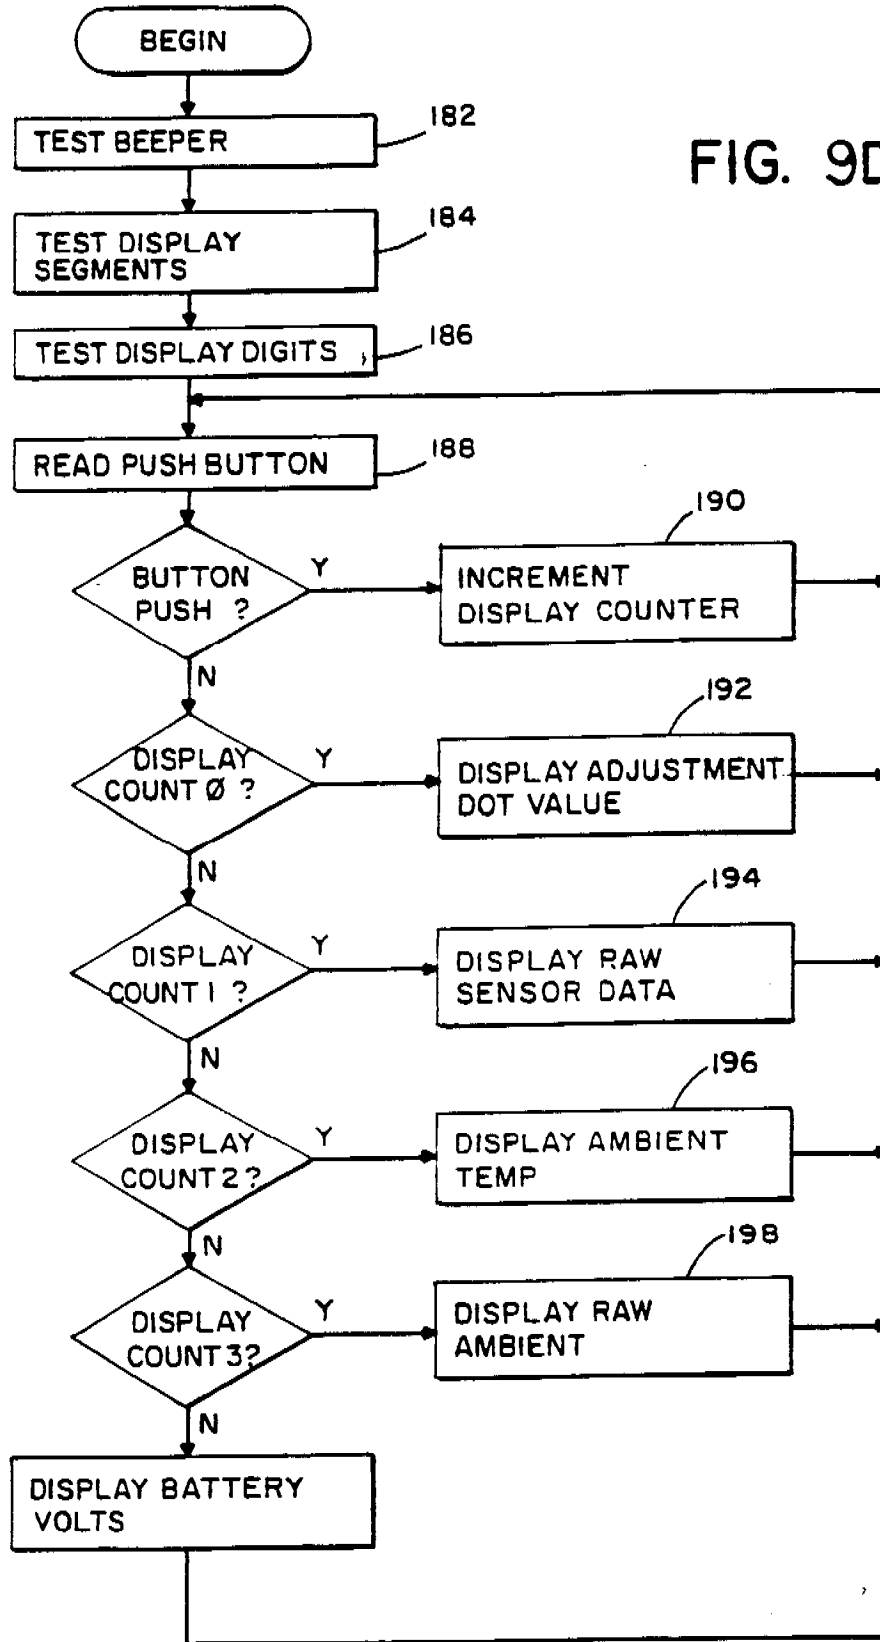 BEGIN
TEST BEEPER
182
FIG. 9D
TEST DISPLAY
SEGMENTS
184
TEST DISPLAY DIGITS
186
READ PUSH BUTTON
188
BUTTON
PUSH ?
Y
N
190
INCREMENT
DISPLAY COUNTER
DISPLAY
COUNT Ø ?
Y
N
192
DISPLAY ADJUSTMENT
DOT VALUE
DISPLAY
COUNT 1 ?
Y
N
194
DISPLAY RAW
SENSOR DATA
DISPLAY
COUNT 2?
Y
N
196
DISPLAY AMBIENT
TEMP
DISPLAY
COUNT 3?
Y
N
198
DISPLAY RAW
AMBIENT
DISPLAY BATTERY
VOLTS